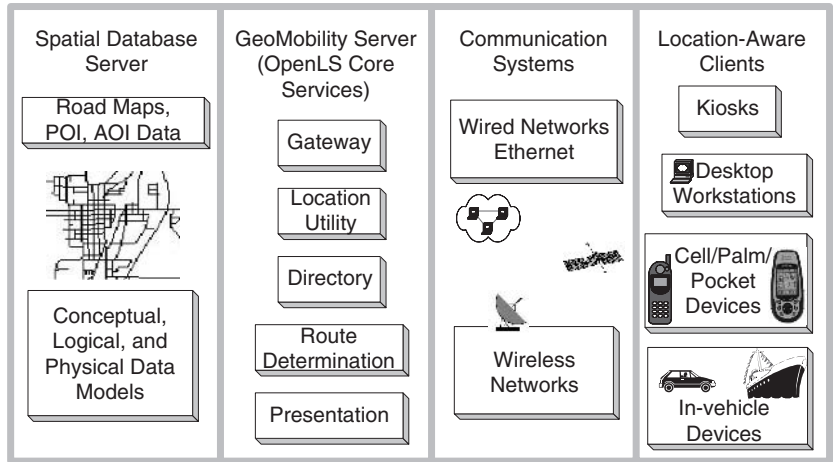 Spatial Database
Server
Road Maps,
POI, AOI Data
Conceptual,
Logical, and
Physical Data
Models
GeoMobility Server
(OpenLS Core
Services)
Gateway
Location
Utility
Directory
Route
Determination
Presentation
Communication
Systems
Wired Networks
Ethernet
Wireless
Networks
Location-Aware
Clients
Kiosks
Desktop
Workstations
Cell/Palm/
Pocket
Devices
In-vehicle
Devices